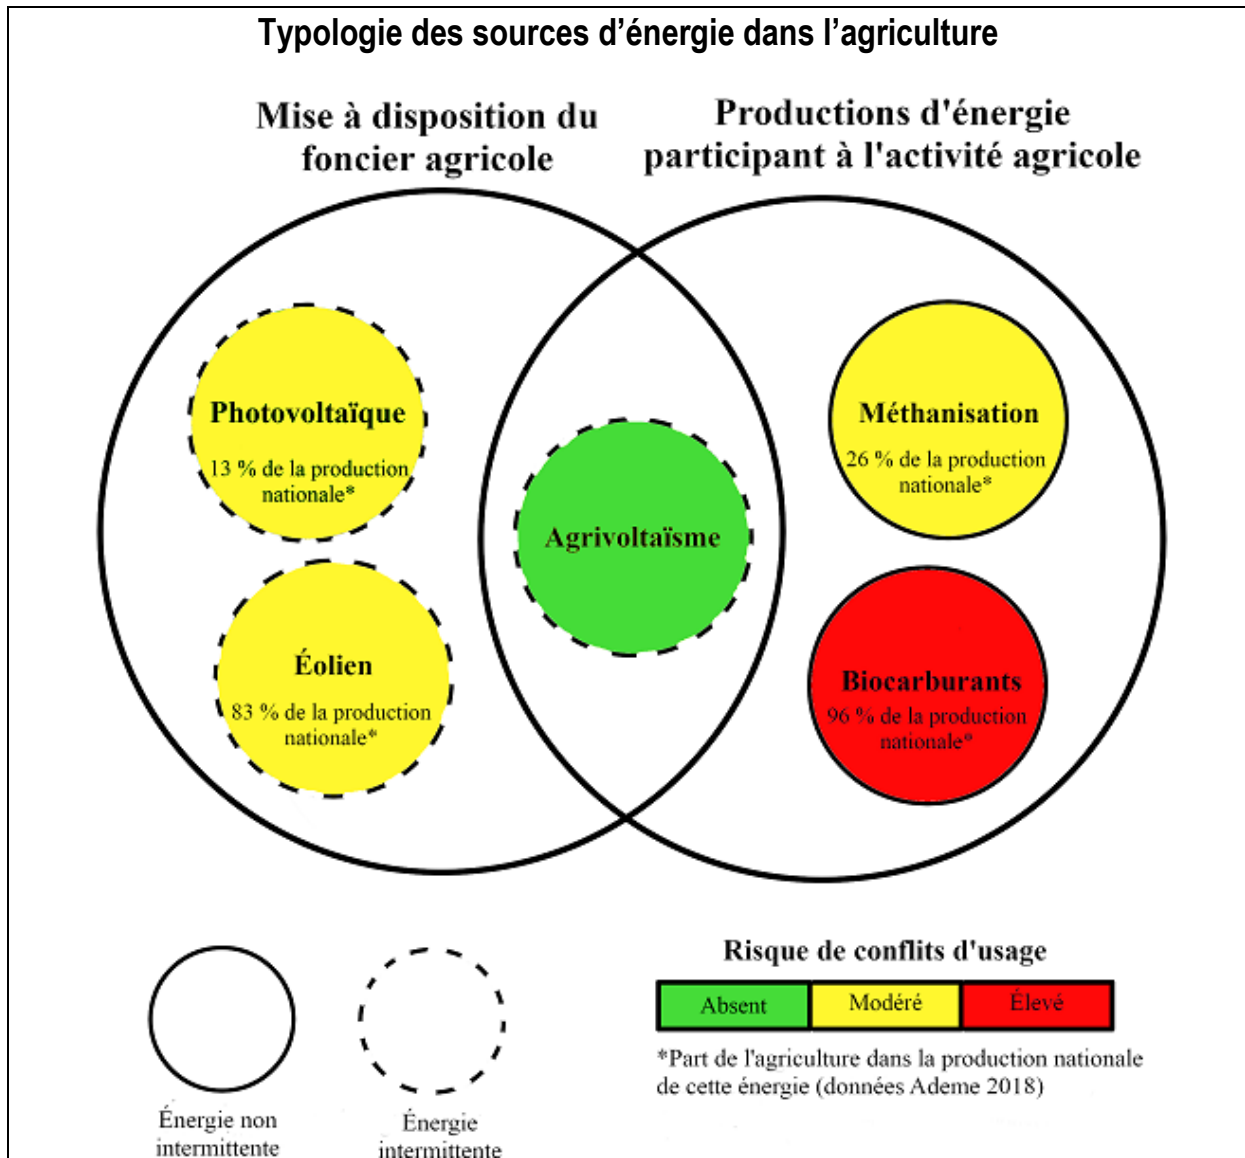 Typologie des sources d’énergie dans l’agriculture
Mise à disposition du
foncier agricole
Productions d'énergie
participant à l'activité agricole
Photovoltaïque
13 % de la production
nationale*
Éolien
83 % de la production
nationale*
Agrivoltaïsme
Méthanisation
26 % de la production
nationale*
Biocarburants
96 % de la production
nationale*
Énergie non
intermittente
Énergie
intermittente
Risque de conflits d'usage
Absent
Modéré
Élevé
*Part de l'agriculture dans la production nationale
de cette énergie (données Ademe 2018)